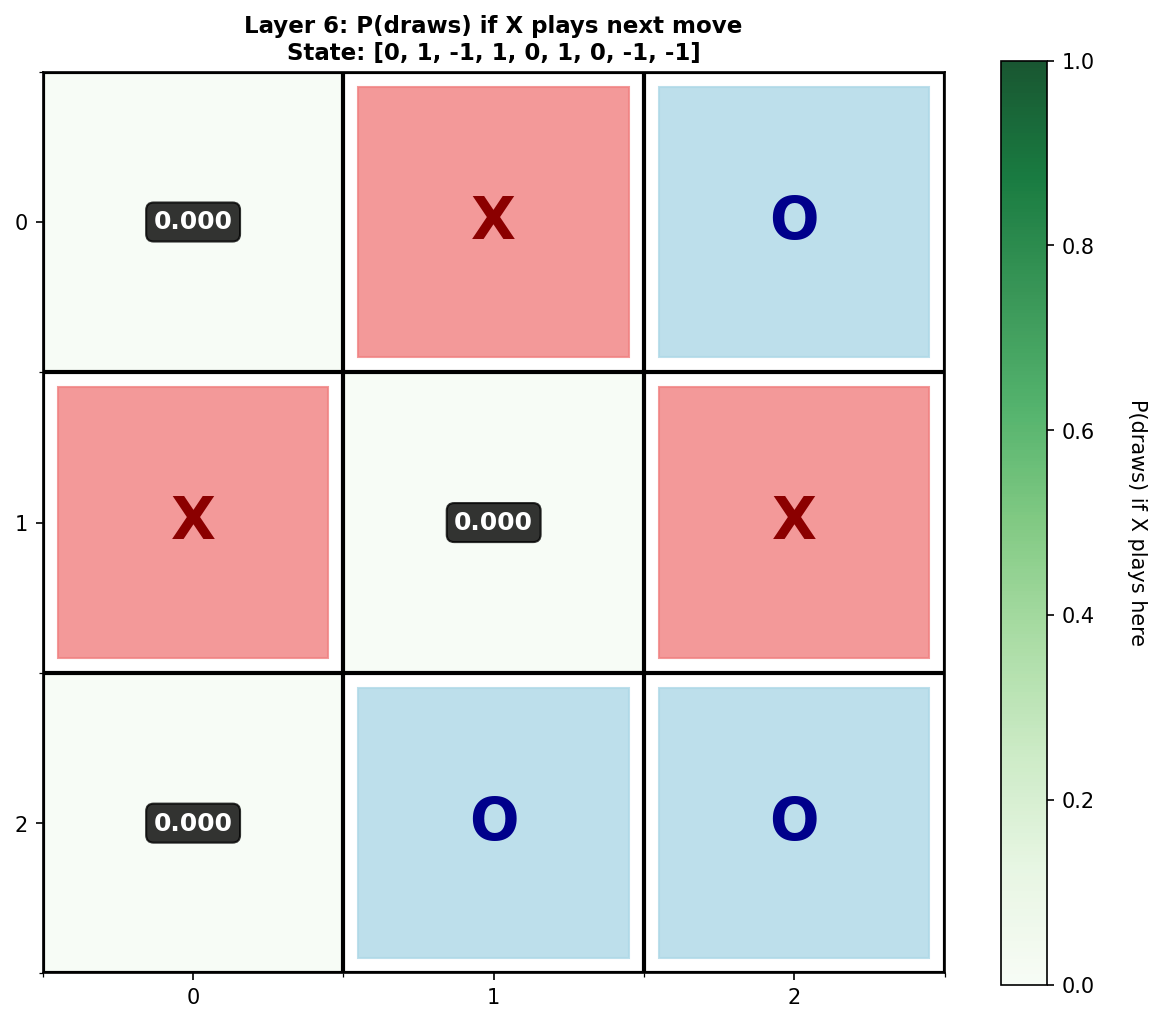 Layer 6: P(draws) if X plays next move
State: [0, 1, -1, 1, 0, 1, 0, -1, -1]
0
0.000
X
O
1
X
0.000
X
2
0.000
O
O
0
1
2
1.0
0.8
0.6
0.4
0.2
0.0
P(draws) if X plays here